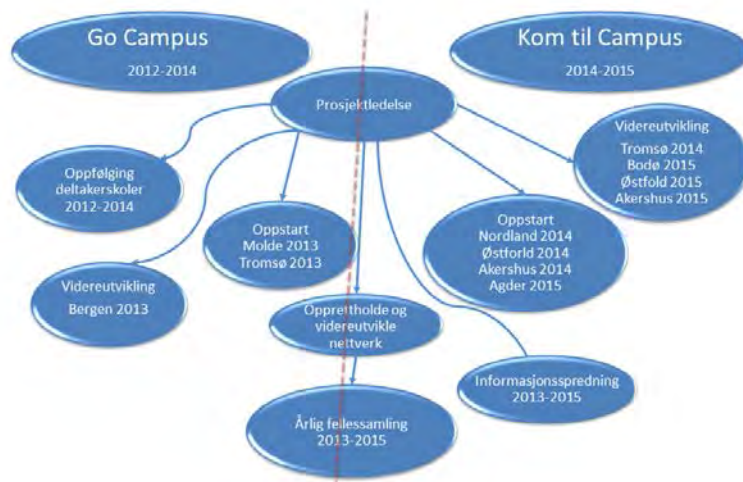 Go Campus
2012-2014
Kom til Campus
2014-2015
Prosjektledelse
Videreutvikling
Tromsø 2014
Bodø 2015
Østfold 2015
Akershus 2015
Oppfølging
deltakerskoler
2012-2014
Oppstart
Molde 2013
Tromsø 2013
Oppstart
Nordland 2014
Østforld 2014
Akershus 2014
Agder 2015
Videreutvikling
Bergen 2013
Opprettholde og
videreutvikle
nettverk
Informasjonsspredning
2013-2015
Årlig fellessamling
2013-2015